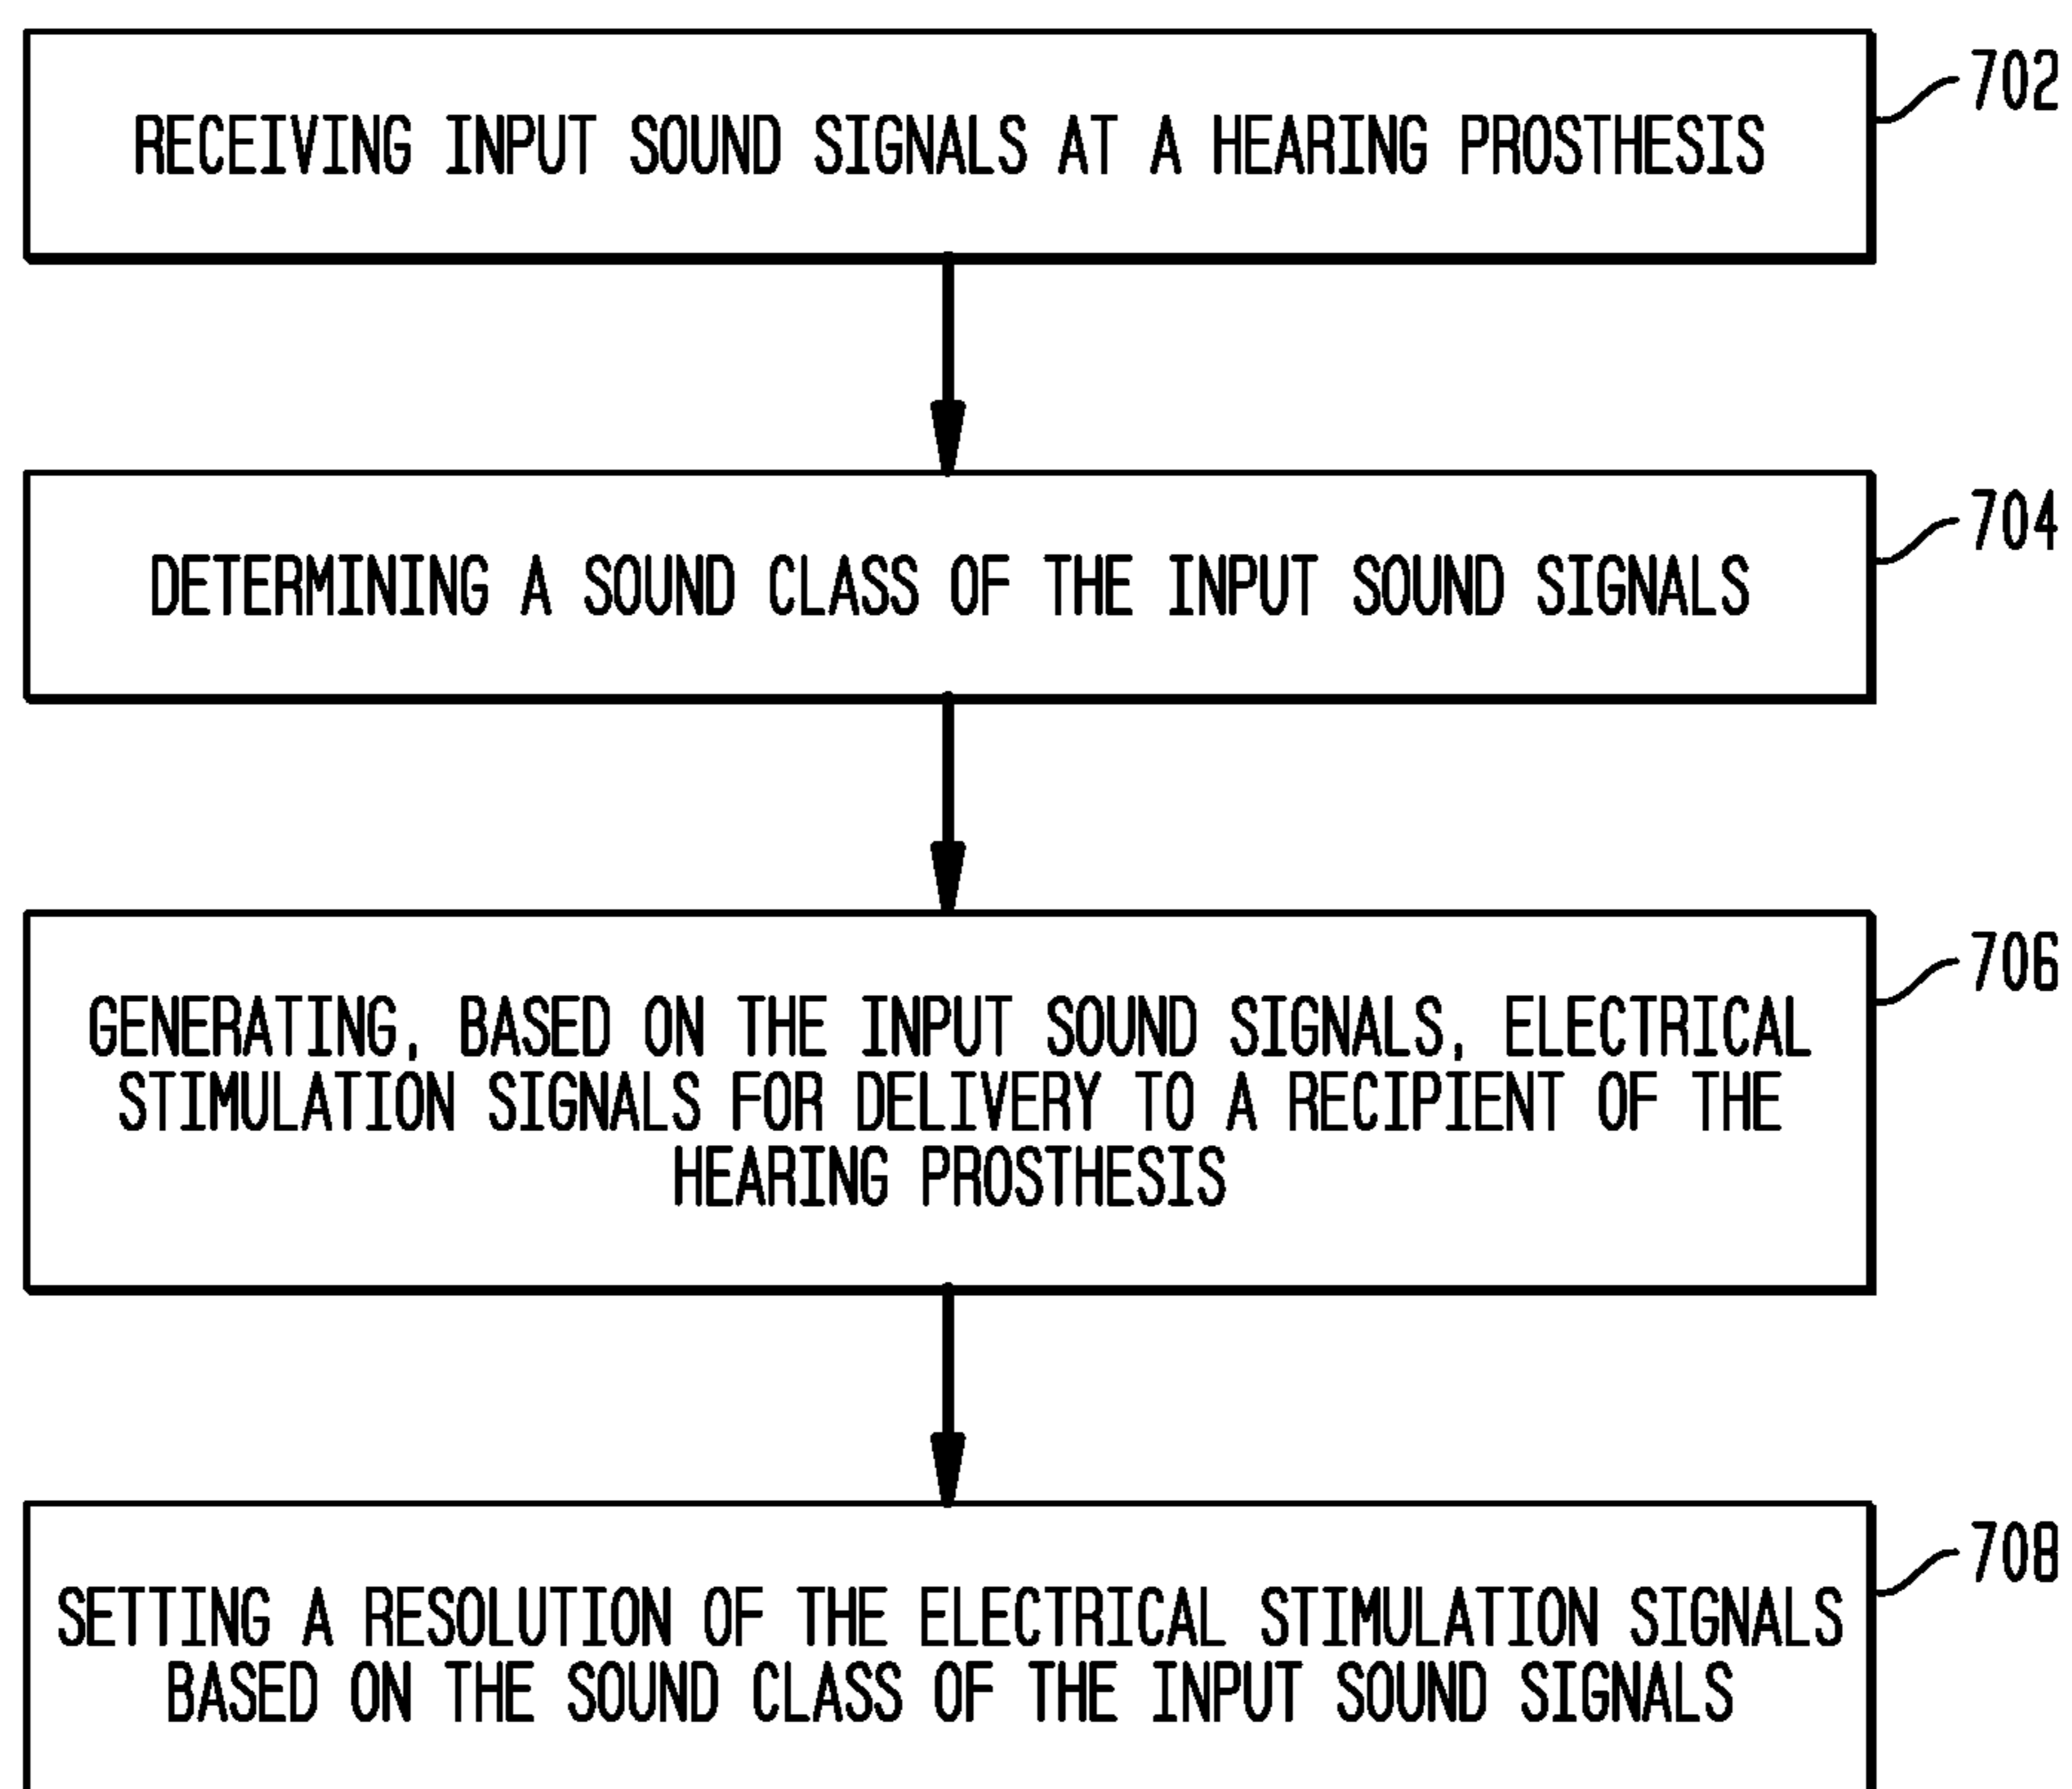 702
RECEIVING INPUT SOUND SIGNALS AT A HEARING PROSTHESIS
704
DETERMINING A SOUND CLASS OF THE INPUT SOUND SIGNALS
706
GENERATING, BASED ON THE INPUT SOUND SIGNALS, ELECTRICAL
STIMULATION SIGNALS FOR DELIVERY TO A RECIPIENT OF THE
HEARING PROSTHESIS
708
SETTING A RESOLUTION OF THE ELECTRICAL STIMULATION SIGNALS
BASED ON THE SOUND CLASS OF THE INPUT SOUND SIGNALS